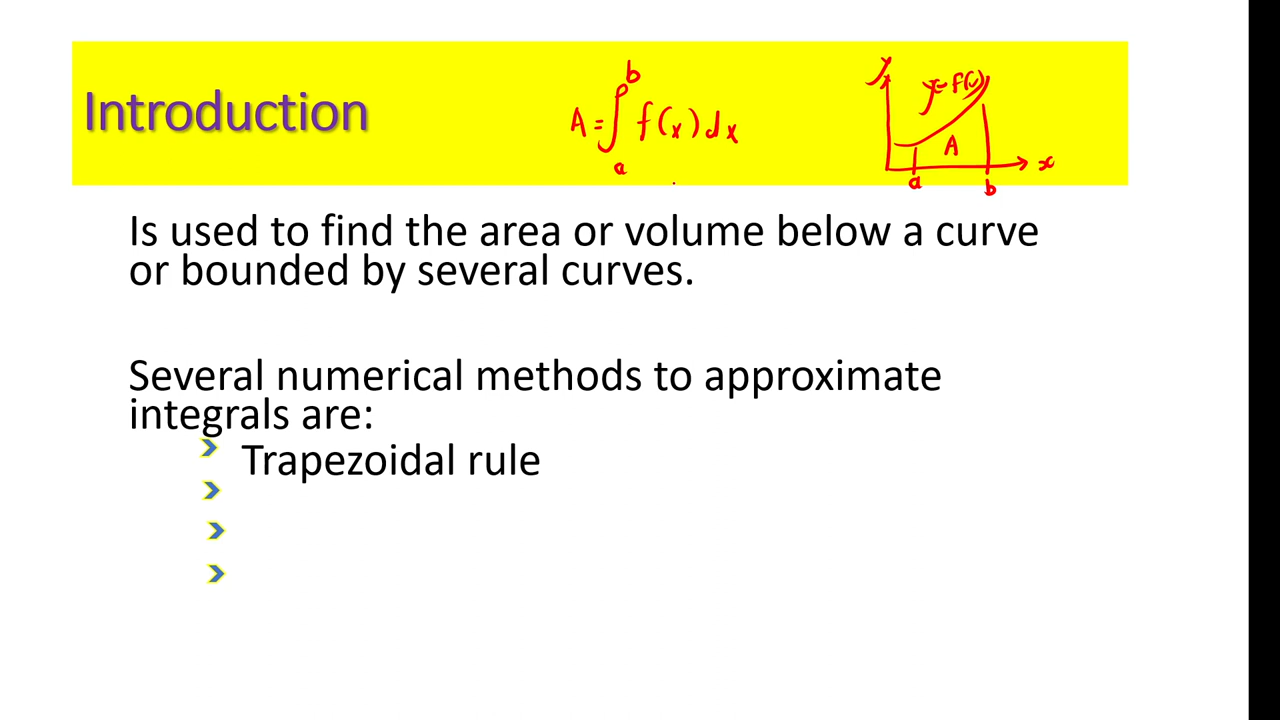 Introduction
A = ∫ₐᵇ f(x) dx
y
y = f(x)
A
x
a
b
Is used to find the area or volume below a curve
or bounded by several curves.
Several numerical methods to approximate
integrals are:
Trapezoidal rule